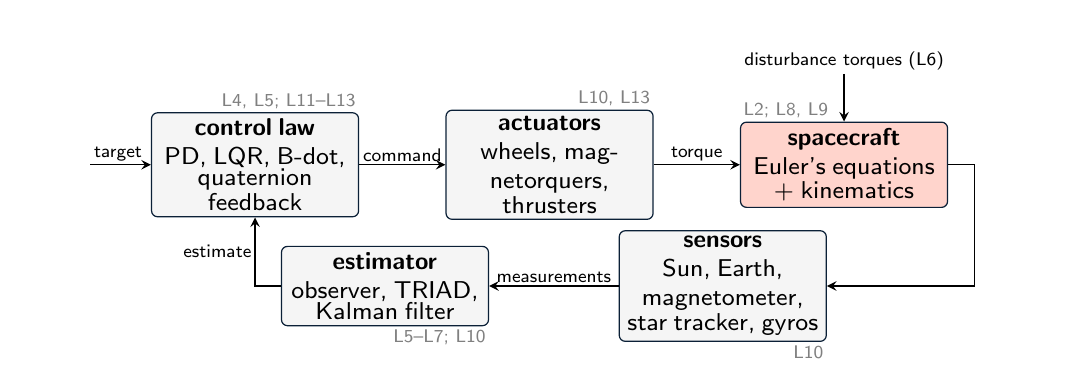 disturbance torques (L6)
L4, L5; L11–L13
L10, L13
L2; L8, L9
target
control law
PD, LQR, B-dot,
quaternion
feedback
command
actuators
wheels, mag-
netorquers,
thrusters
torque
spacecraft
Euler's equations
+ kinematics
estimate
estimator
observer, TRIAD,
Kalman filter
L5–L7; L10
measurements
sensors
Sun, Earth,
magnetometer,
star tracker, gyros
L10